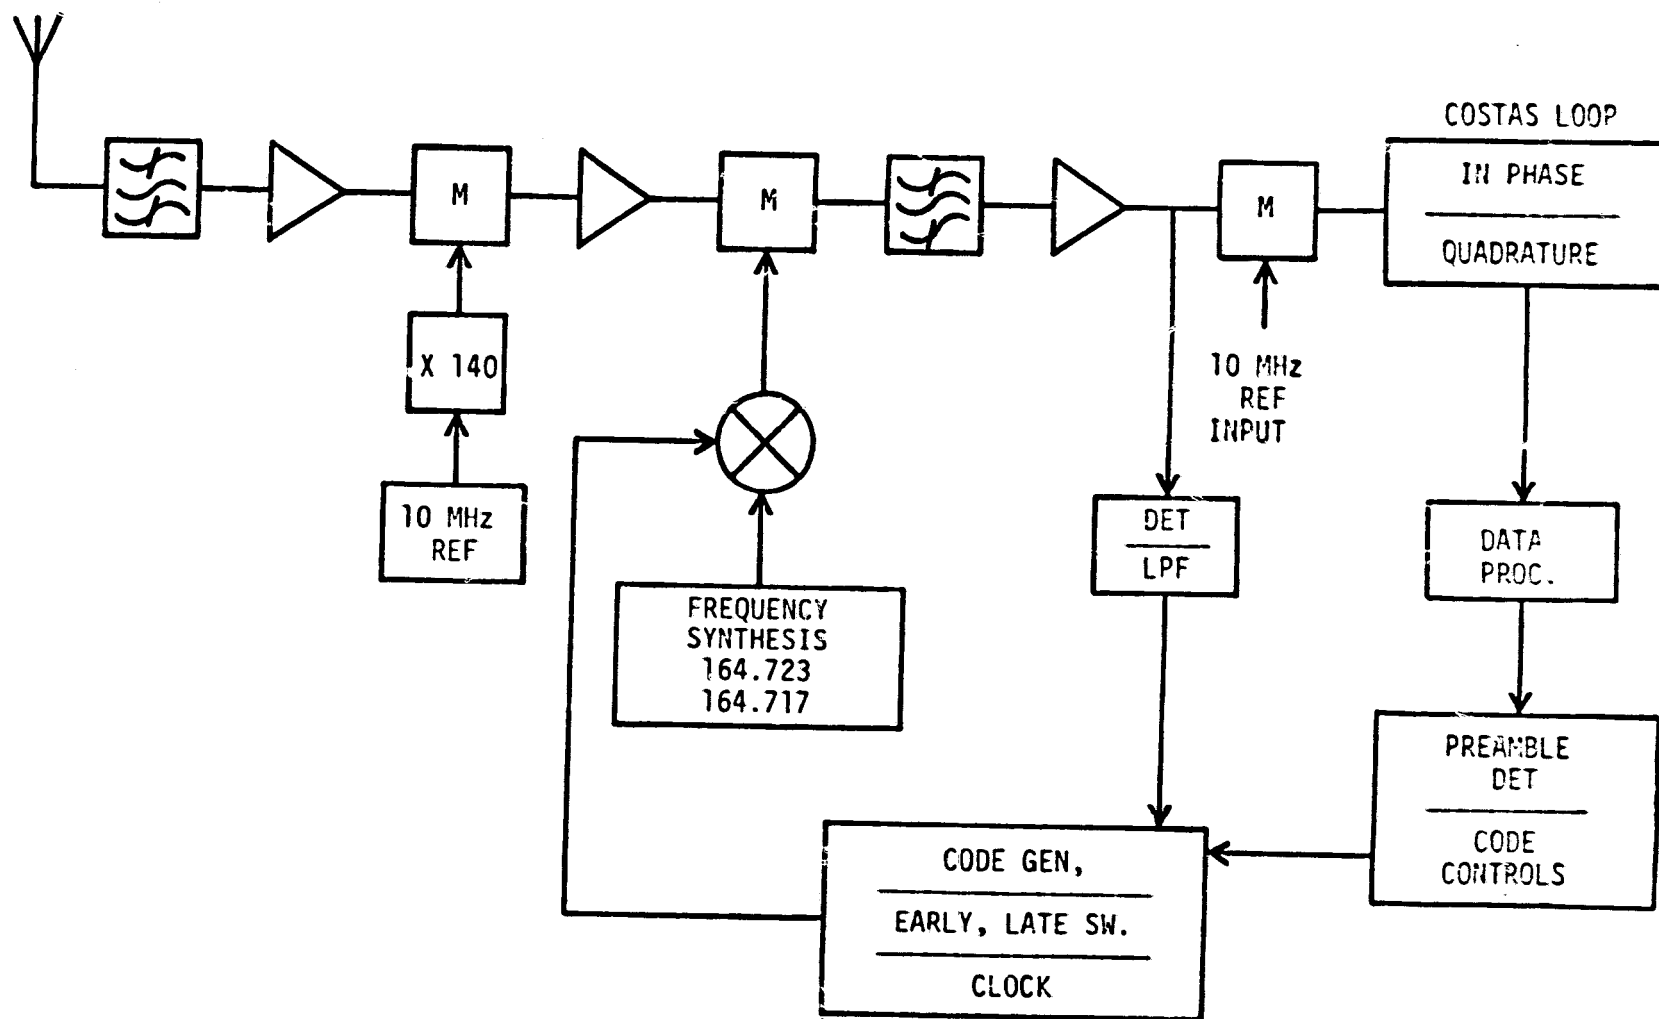 COSTAS LOOP
IN PHASE
QUADRATURE
M
M
M
X 140
10 MHz
REF
10 MHz
REF
INPUT
FREQUENCY
SYNTHESIS
164.723
164.717
DET
LPF
DATA
PROC.
PREAMBLE
DET
CODE
CONTROLS
CODE GEN,
EARLY, LATE SW.
CLOCK